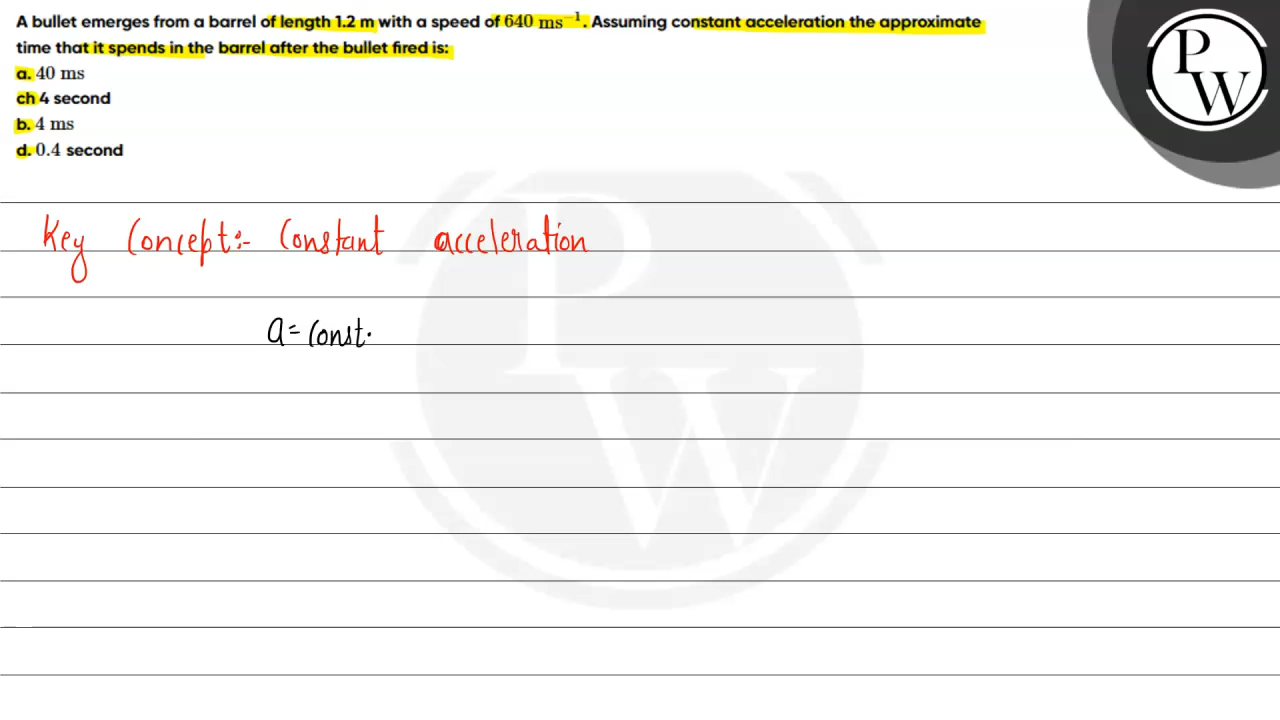 A bullet emerges from a barrel of length 1.2 m with a speed of 640 ms⁻¹. Assuming constant acceleration the approximate
time that it spends in the barrel after the bullet fired is:
a. 40 ms
ch 4 second
b. 4 ms
d. 0.4 second
P
W
Key Concept:- Constant acceleration
a = Const.
P
W